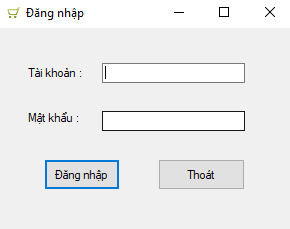 Đăng nhập
Tài khoản :
Mật khẩu :
Đăng nhập Thoát